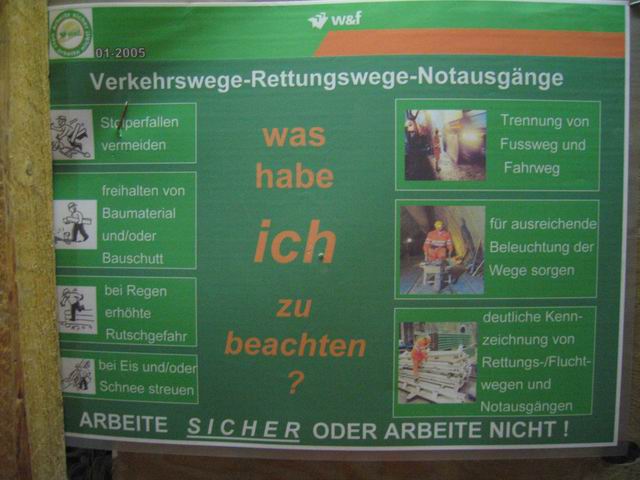 w&f
01-2005
Verkehrswege-Rettungswege-Notausgänge
Stolperfallen
vermeiden
freihalten von
Baumaterial
und/oder
Bauschutt
bei Regen
erhöhte
Rutschgefahr
bei Eis und/oder
Schnee streuen
was
habe
ich
zu
beachten
?
Trennung von
Fussweg und
Fahrweg
für ausreichende
Beleuchtung der
Wege sorgen
deutliche Kenn-
zeichnung von
Rettungs-/Flucht-
wegen und
Notausgängen
ARBEITE SICHER ODER ARBEITE NICHT !